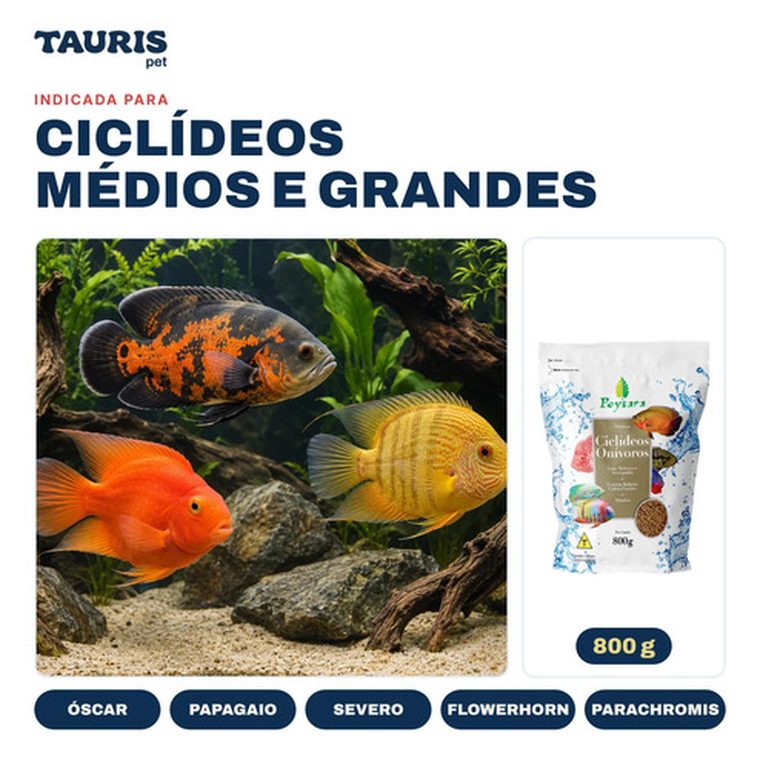 TAURIS
pet
INDICADA PARA
CICLÍDEOS
MÉDIOS E GRANDES
Poytara
Ciclídeos
Onívoros
800g
800 g
ÓSCAR
PAPAGAIO
SEVERO
FLOWERHORN
PARACHROMIS